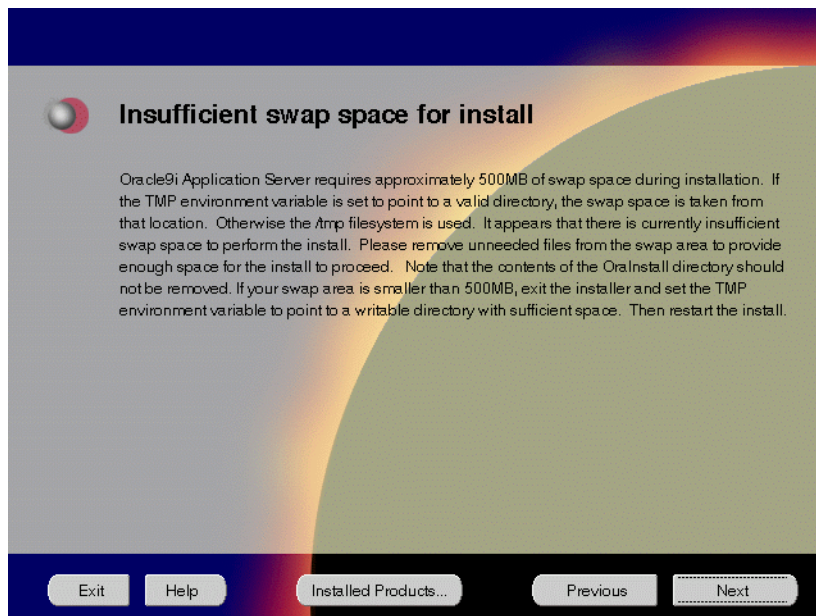 Insufficient swap space for install
Oracle9i Application Server requires approximately 500MB of swap space during installation. If
the TMP environment variable is set to point to a valid directory, the swap space is taken from
that location. Otherwise the /tmp filesystem is used. It appears that there is currently insufficient
swap space to perform the install. Please remove unneeded files from the swap area to provide
enough space for the install to proceed. Note that the contents of the OraInstall directory should
not be removed. If your swap area is smaller than 500MB, exit the installer and set the TMP
environment variable to point to a writable directory with sufficient space. Then restart the install.
Exit Help Installed Products... Previous Next